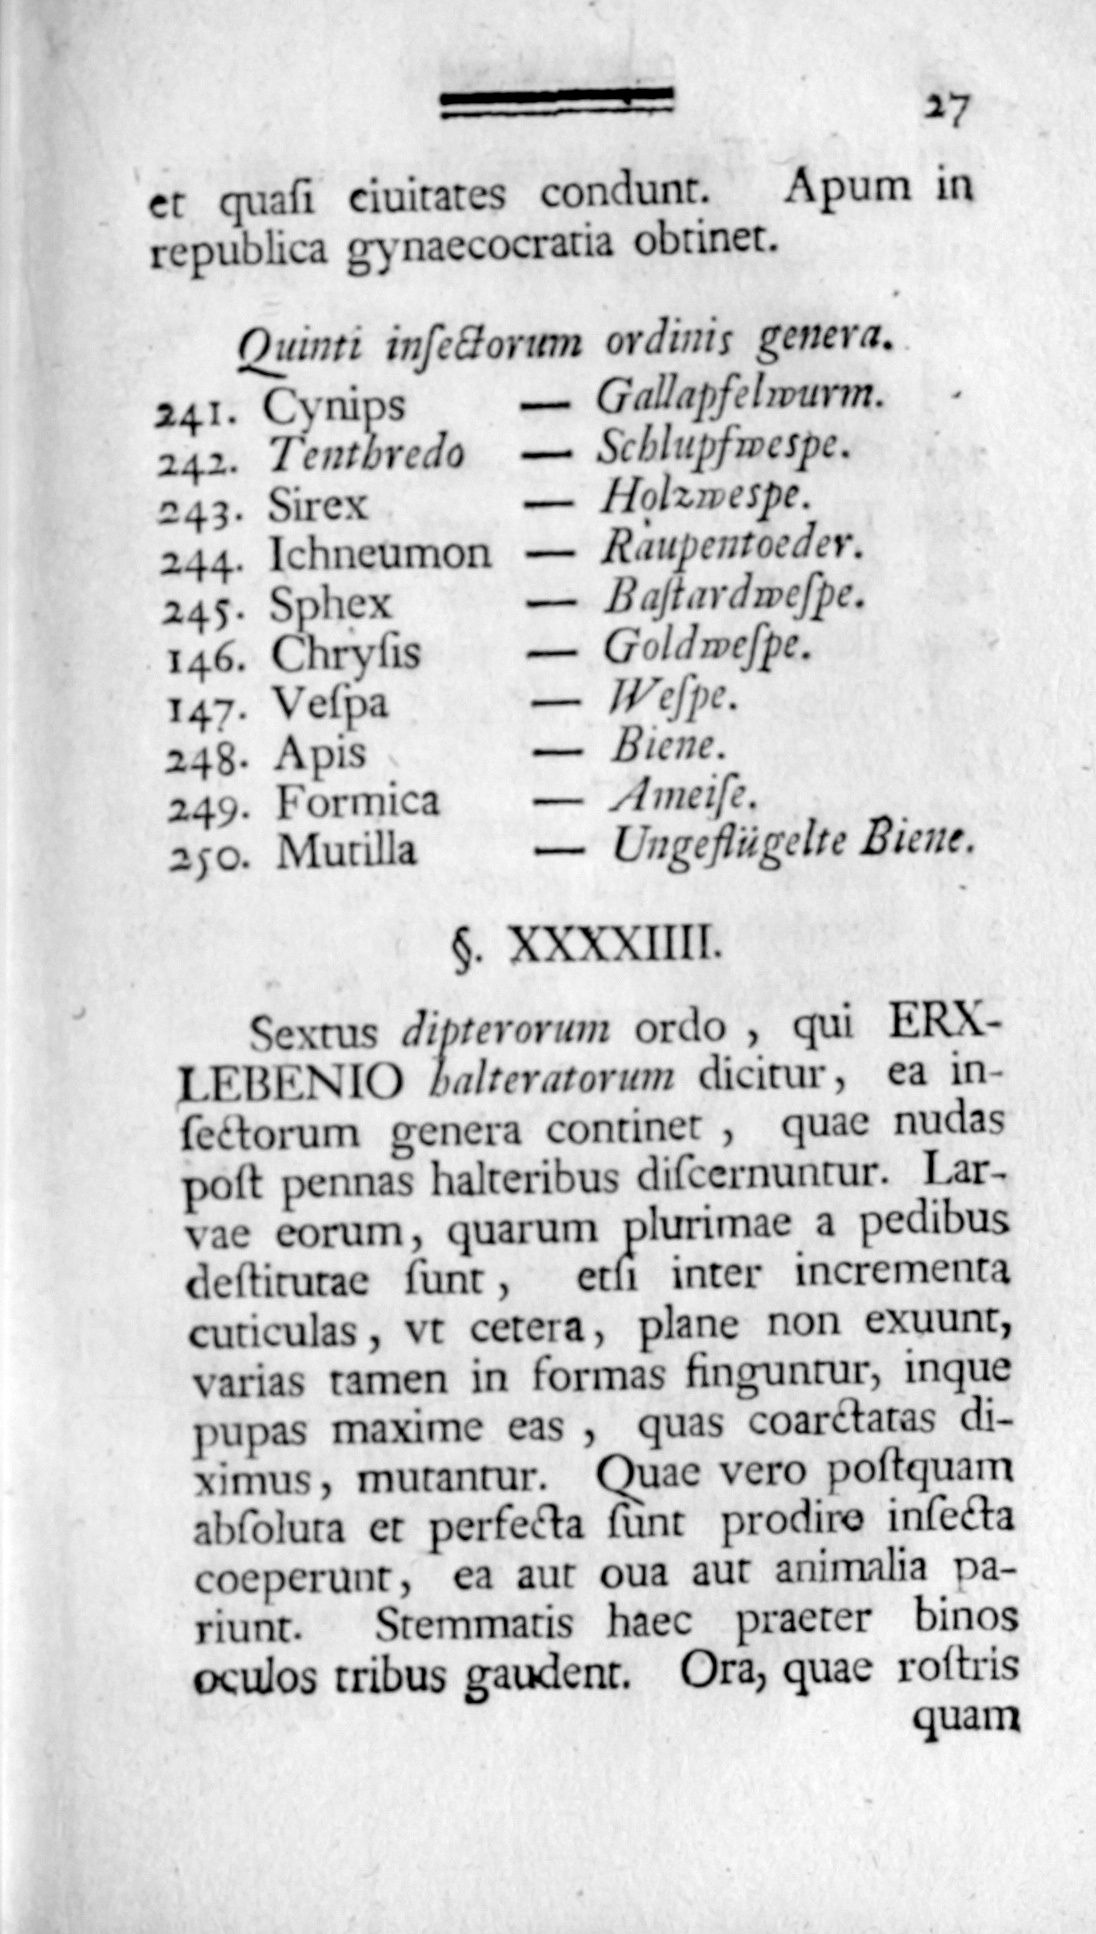 27
et quaſi ciuitates condunt. Apum in
republica gynaecocratia obtinet.
Quinti inſectorum ordinis genera.
241. Cynips — Gallapfelwurm.
242. Tenthredo — Schlupfwespe.
243. Sirex — Holzwespe.
244. Ichneumon — Raupentoeder.
245. Sphex — Baſtardweſpe.
146. Chryſis — Goldweſpe.
147. Veſpa — Weſpe.
248. Apis — Biene.
249. Formica — Ameiſe.
250. Mutilla — Ungeflügelte Biene.
§. XXXXIIII.
Sextus dipterorum ordo, qui ERX-
LEBENIO halteratorum dicitur, ea in-
ſectorum genera continet, quae nudas
poſt pennas halteribus diſcernuntur. Lar-
vae eorum, quarum plurimae a pedibus
deſtitutae ſunt, etſi inter incrementa
cuticulas, vt cetera, plane non exuunt,
varias tamen in formas finguntur, inque
pupas maxime eas, quas coarctatas di-
ximus, mutantur. Quae vero poſtquam
abſoluta et perfecta ſunt prodire inſecta
coeperunt, ea aut oua aut animalia pa-
riunt. Stemmatis haec praeter binos
oculos tribus gaudent. Ora, quae roſtris
quam